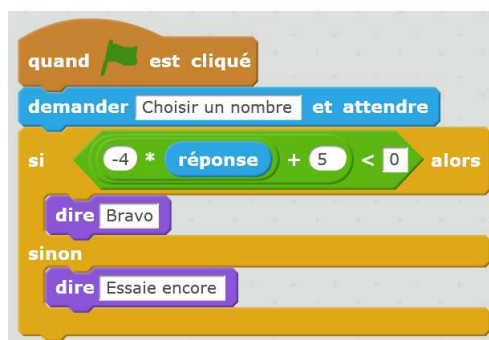 quand est cliqué
demander Choisir un nombre et attendre
si -4 * réponse + 5 < 0 alors
dire Bravo
sinon
dire Essaie encore